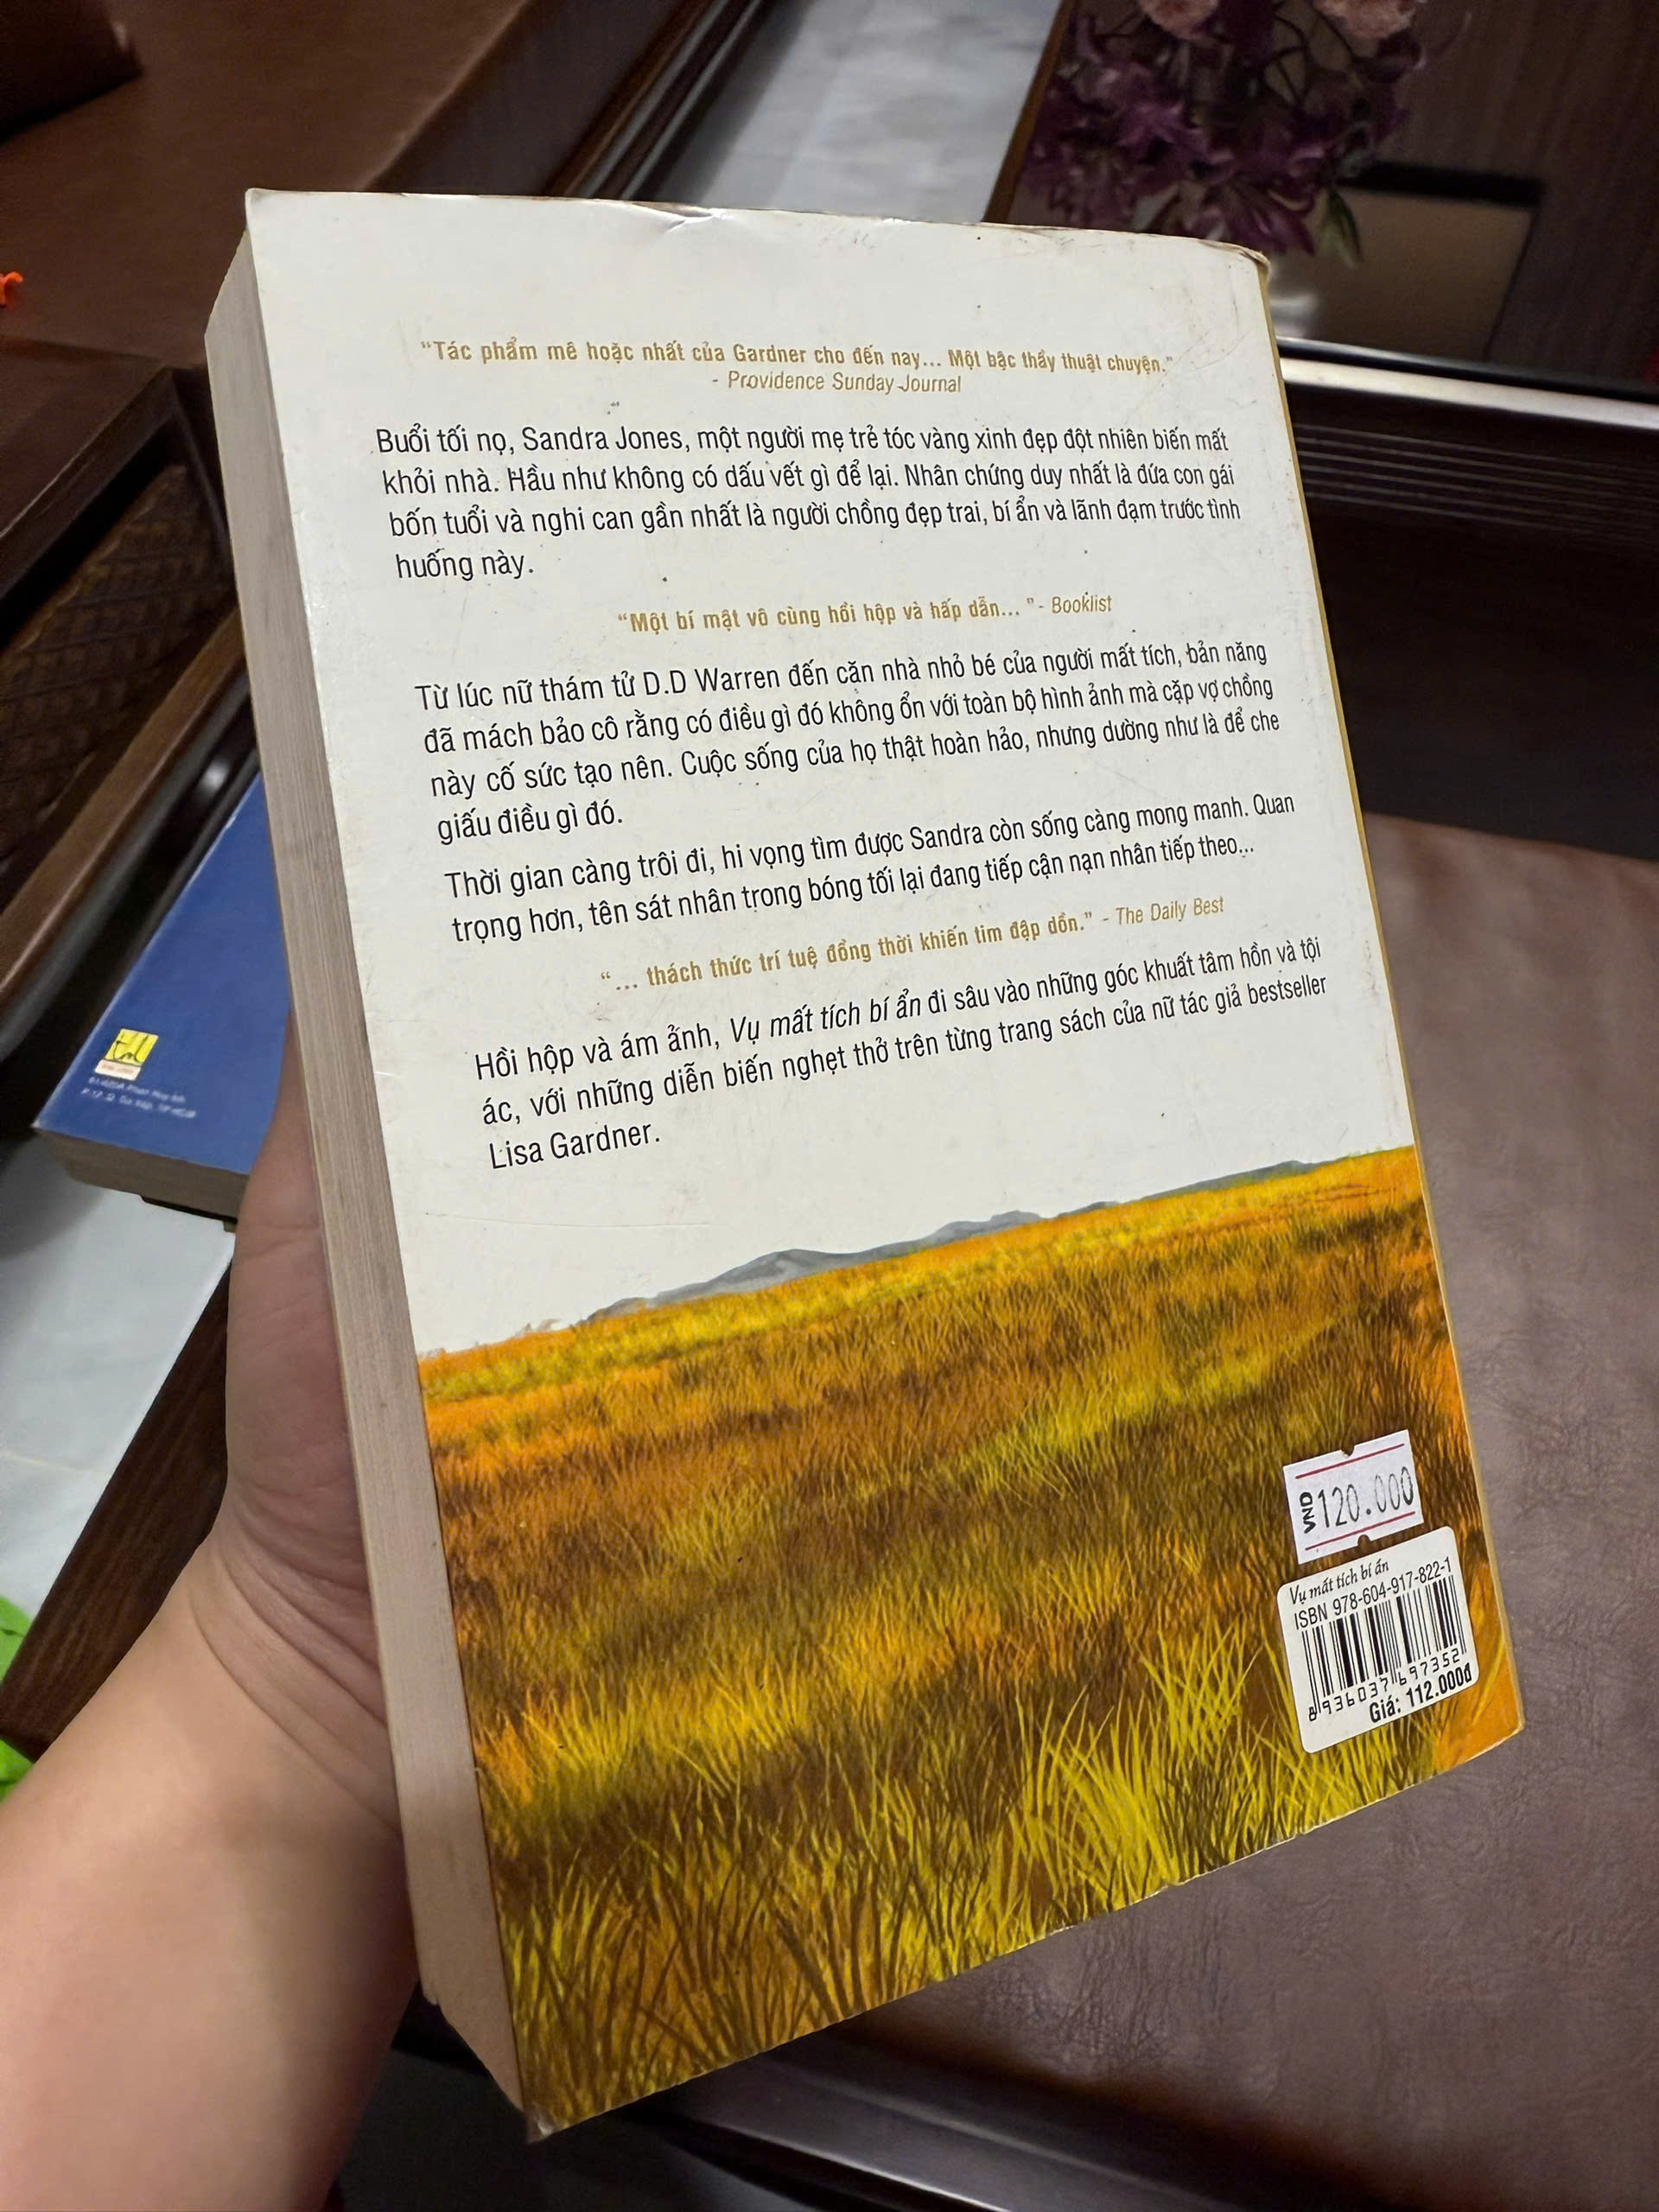 “Tác phẩm mê hoặc nhất của Gardner cho đến nay... Một bậc thầy thuật chuyện.”
- Providence Sunday Journal
Buổi tối nọ, Sandra Jones, một người mẹ trẻ tóc vàng xinh đẹp đột nhiên biến mất
khỏi nhà. Hầu như không có dấu vết gì để lại. Nhân chứng duy nhất là đứa con gái
bốn tuổi và nghi can gần nhất là người chồng đẹp trai, bí ẩn và lãnh đạm trước tình
huống này.
“Một bí mật vô cùng hồi hộp và hấp dẫn... ”- Booklist
Từ lúc nữ thám tử D.D Warren đến căn nhà nhỏ bé của người mất tích, bản năng
đã mách bảo cô rằng có điều gì đó không ổn với toàn bộ hình ảnh mà cặp vợ chồng
này cố sức tạo nên. Cuộc sống của họ thật hoàn hảo, nhưng dường như là để che
giấu điều gì đó.
Thời gian càng trôi đi, hi vọng tìm được Sandra còn sống càng mong manh. Quan
trọng hơn, tên sát nhân trong bóng tối lại đang tiếp cận nạn nhân tiếp theo...
“ ... thách thức trí tuệ đồng thời khiến tim đập dồn.” - The Daily Best
Hồi hộp và ám ảnh, Vụ mất tích bí ẩn đi sâu vào những góc khuất tâm hồn và tội
ác, với những diễn biến nghẹt thở trên từng trang sách của nữ tác giả bestseller
Lisa Gardner.
VND 120.000
Vụ mất tích bí ẩn
ISBN 978-604-917-822-1
8 936037 697352
Giá: 112.000đ